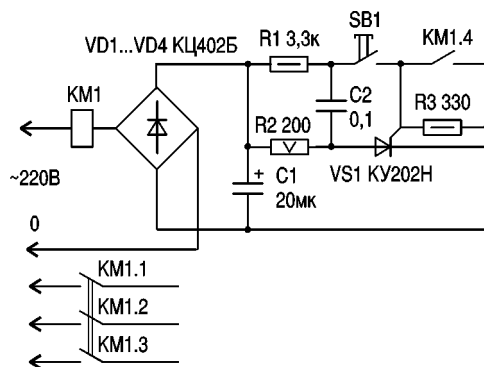 SB1
VD1...VD4 КЦ402Б
R1 3,3к
KM1.4
KM1
C2
0,1
R3 330
R2 200
+
C1
20мк
VS1 КУ202Н
~220В
0
KM1.1
KM1.2
KM1.3